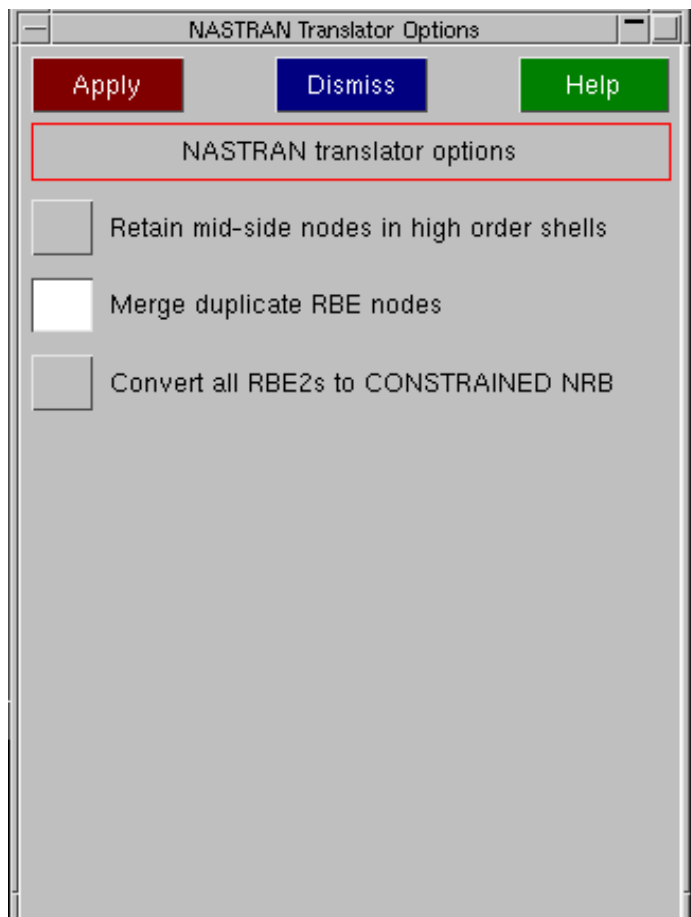 NASTRAN Translator Options
Apply Dismiss Help
NASTRAN translator options
Retain mid-side nodes in high order shells
Merge duplicate RBE nodes
Convert all RBE2s to CONSTRAINED NRB